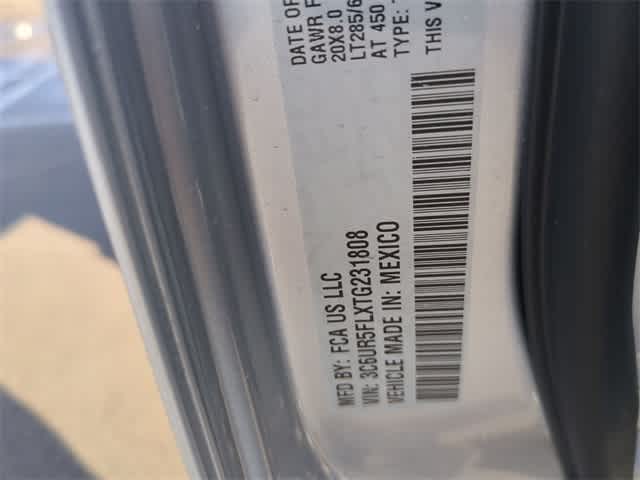 DATE OF
GAWR F
20X8.0
LT285/6
AT 450
TYPE:
THIS V
MFD BY: FCA US LLC
VIN: 3C6UR5FLXTG231808
VEHICLE MADE IN: MEXICO